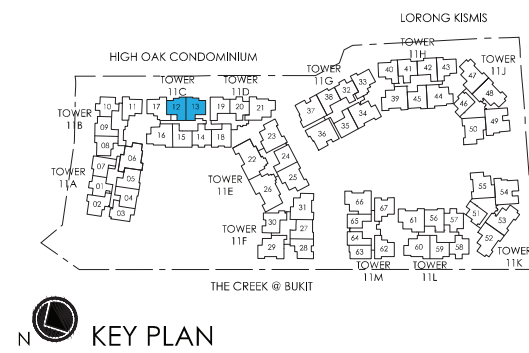 LORONG KISMIS
HIGH OAK CONDOMINIUM
TOWER
11H
TOWER
11G
TOWER
11J
TOWER
11C
TOWER
11D
40 41 42 43
39 45 44
47
48
46
49
50
33
32
38
37
34
35
36
10 11
17 12 13 19 20 21
16 15 14 18
TOWER
11B
09
08
07
06
05
01
04
02
03
TOWER
11A
23
22
24
25
26
TOWER
11E
31
30
27
29
28
TOWER
11F
66
67
65
64
63
62
TOWER
11M
61 56 57
60 59 58
TOWER
11L
55
54
51
53
52
TOWER
11K
THE CREEK @ BUKIT
N
KEY PLAN